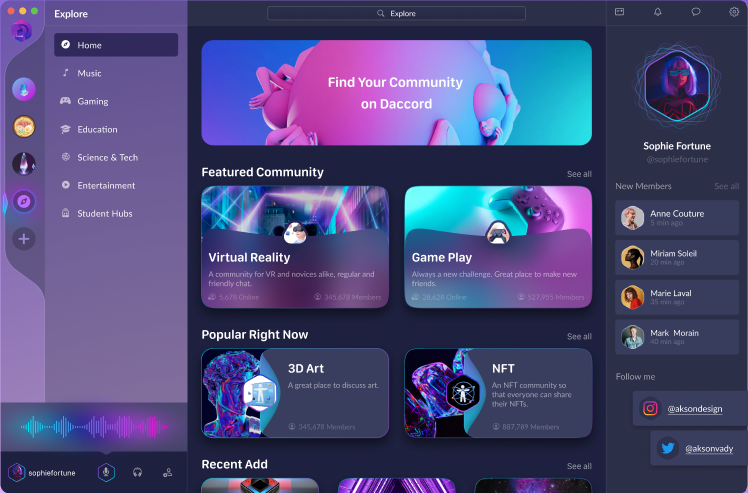 Explore
Explore
Home
Music
Gaming
Education
Science & Tech
Entertainment
Student Hubs
sophiefortune
Find Your Community
on Daccord
Featured Community
See all
Virtual Reality
A community for VR and novices alike, regular and
friendly chat.
5,678 Online
345,678 Members
Game Play
Always a new challenge. Great place to make new
friends.
28,628 Online
527,955 Members
Popular Right Now
See all
3D Art
A great place to discuss art.
345,678 Members
NFT
An NFT community so
that everyone can share
their NFTs.
887,789 Members
Recent Add
See all
Sophie Fortune
@sophiefortune
New Members
See all
Anne Couture
5 min ago
Miriam Soleil
20 min ago
Marie Laval
35 min ago
Mark Morain
40 min ago
Follow me
@aksondesign
@aksonvady